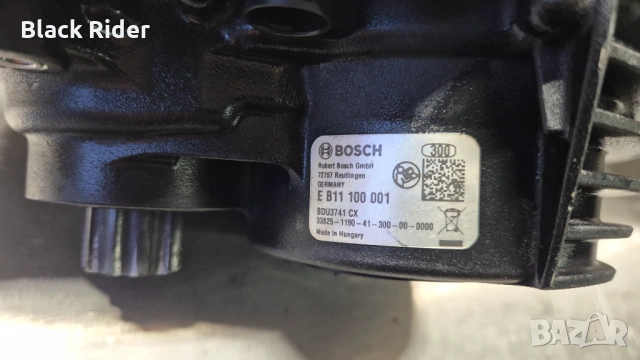 Black Rider
BOSCH
300
Robert Bosch GmbH
72757 Reutlingen
GERMANY
E B11 100 001
BDU3741 CX
33825-1190-41-300-00-0000
Made in Hungary
BAZAR